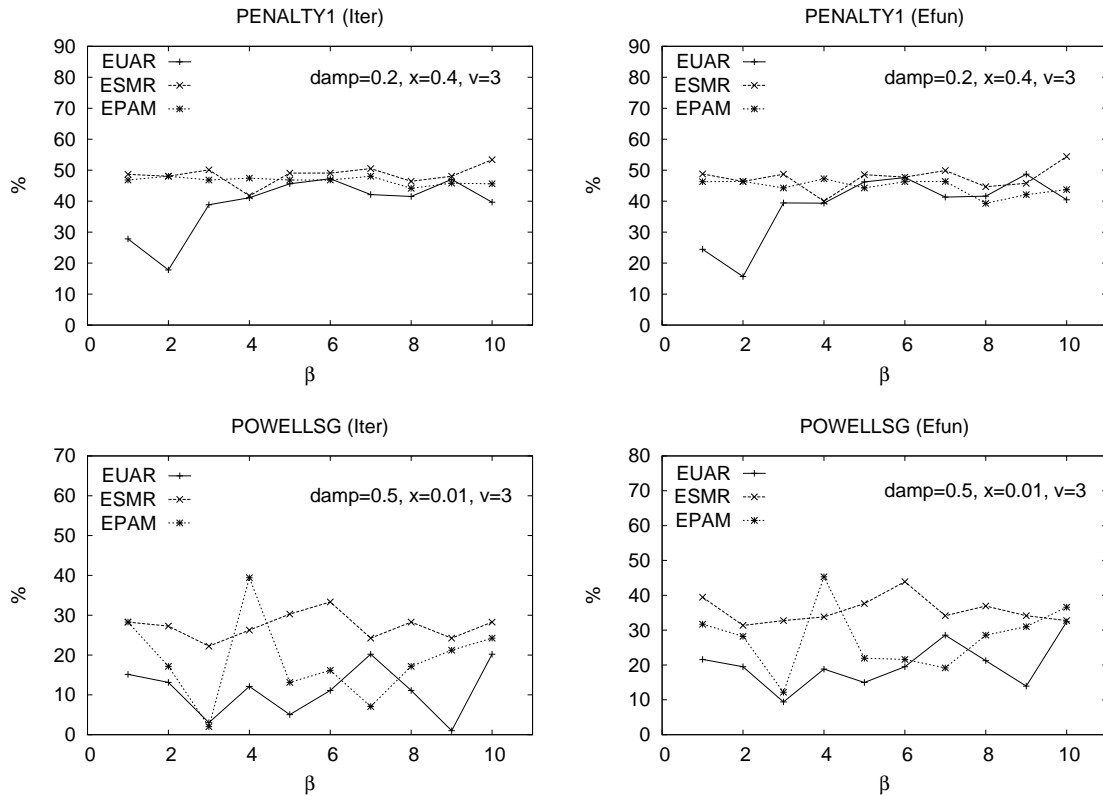 PENALTY1 (Iter)
90
80
70
60
50
40
30
20
10
0
%
EUAR
ESMR
EPAM
damp=0.2, x=0.4, v=3
0 2 4 6 8 10
β
PENALTY1 (Efun)
90
80
70
60
50
40
30
20
10
0
%
EUAR
ESMR
EPAM
damp=0.2, x=0.4, v=3
0 2 4 6 8 10
β
POWELLSG (Iter)
70
60
50
40
30
20
10
0
%
EUAR
ESMR
EPAM
damp=0.5, x=0.01, v=3
0 2 4 6 8 10
β
POWELLSG (Efun)
80
70
60
50
40
30
20
10
0
%
EUAR
ESMR
EPAM
damp=0.5, x=0.01, v=3
0 2 4 6 8 10
β